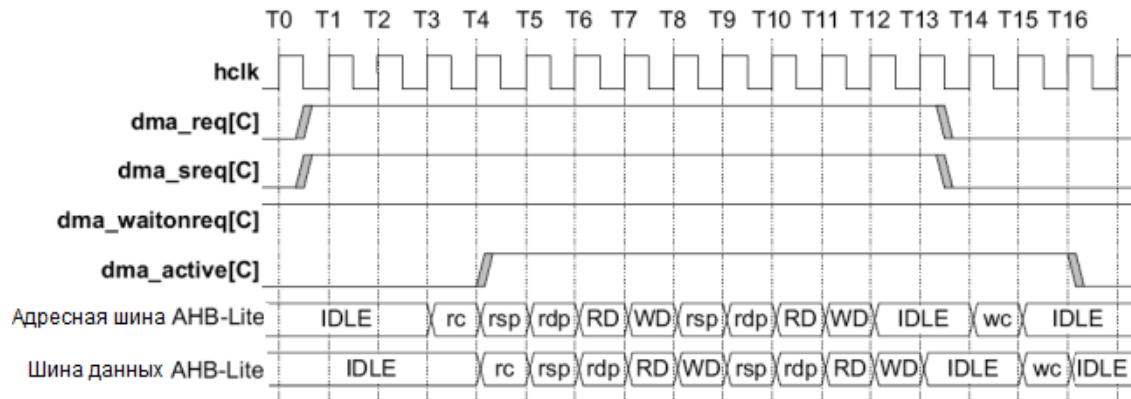 T0 T1 T2 T3 T4 T5 T6 T7 T8 T9 T10 T11 T12 T13 T14 T15 T16
hclk
dma_req[C]
dma_sreq[C]
dma_waitonreq[C]
dma_active[C]
Адресная шина AHB-Lite IDLE rc rsp rdp RD WD rsp rdp RD WD IDLE wc IDLE
Шина данных AHB-Lite IDLE rc rsp rdp RD WD rsp rdp RD WD IDLE wc IDLE